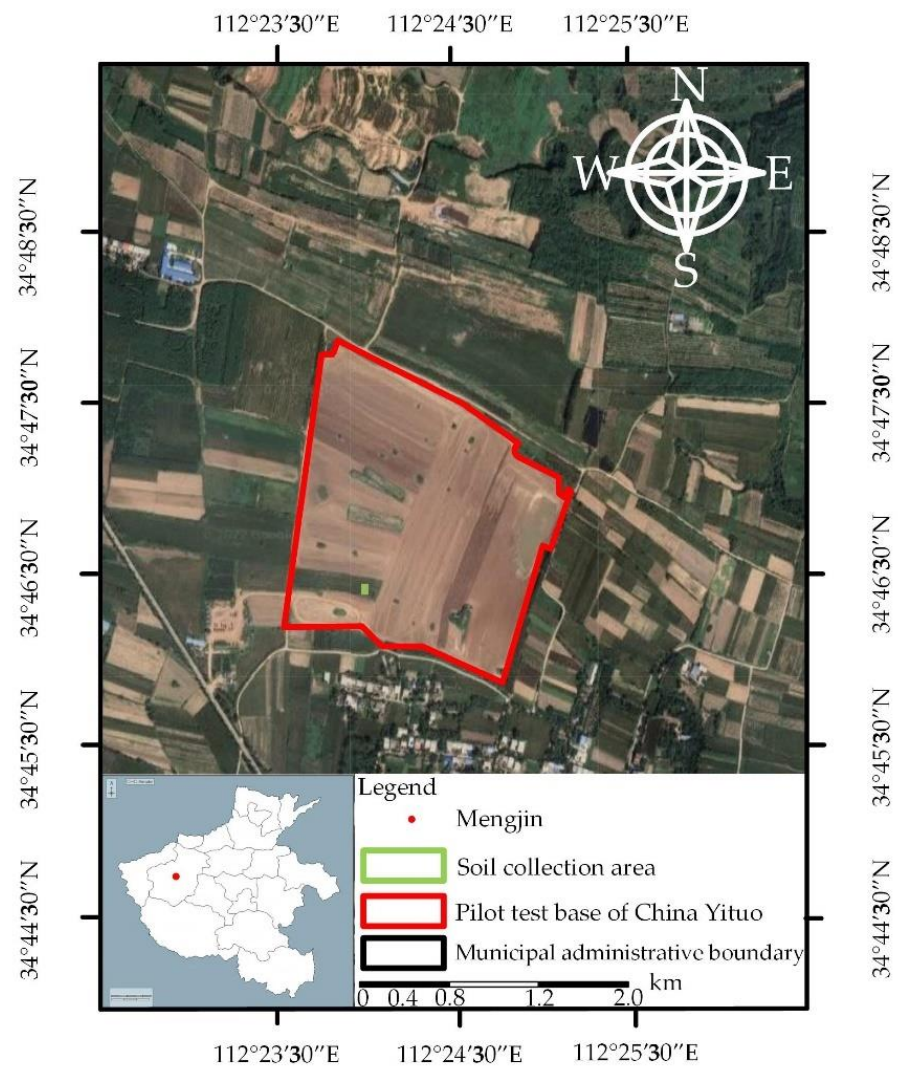 112°23'30"E 112°24'30"E 112°25'30"E
N
W E
S
34°48'30"N 34°48'30"N
34°47'30"N 34°47'30"N
34°46'30"N 34°46'30"N
34°45'30"N 34°45'30"N
34°44'30"N 34°44'30"N
Legend
Mengjin
Soil collection area
Pilot test base of China Yituo
Municipal administrative boundary
km
0 0.4 0.8 1.2 2.0
112°23'30"E 112°24'30"E 112°25'30"E